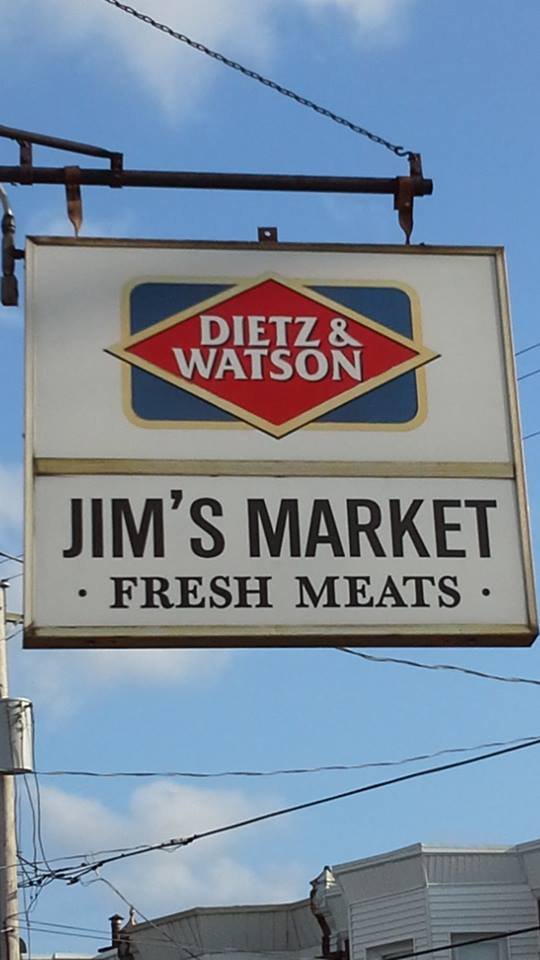 DIETZ &
WATSON
JIM'S MARKET
· FRESH MEATS ·